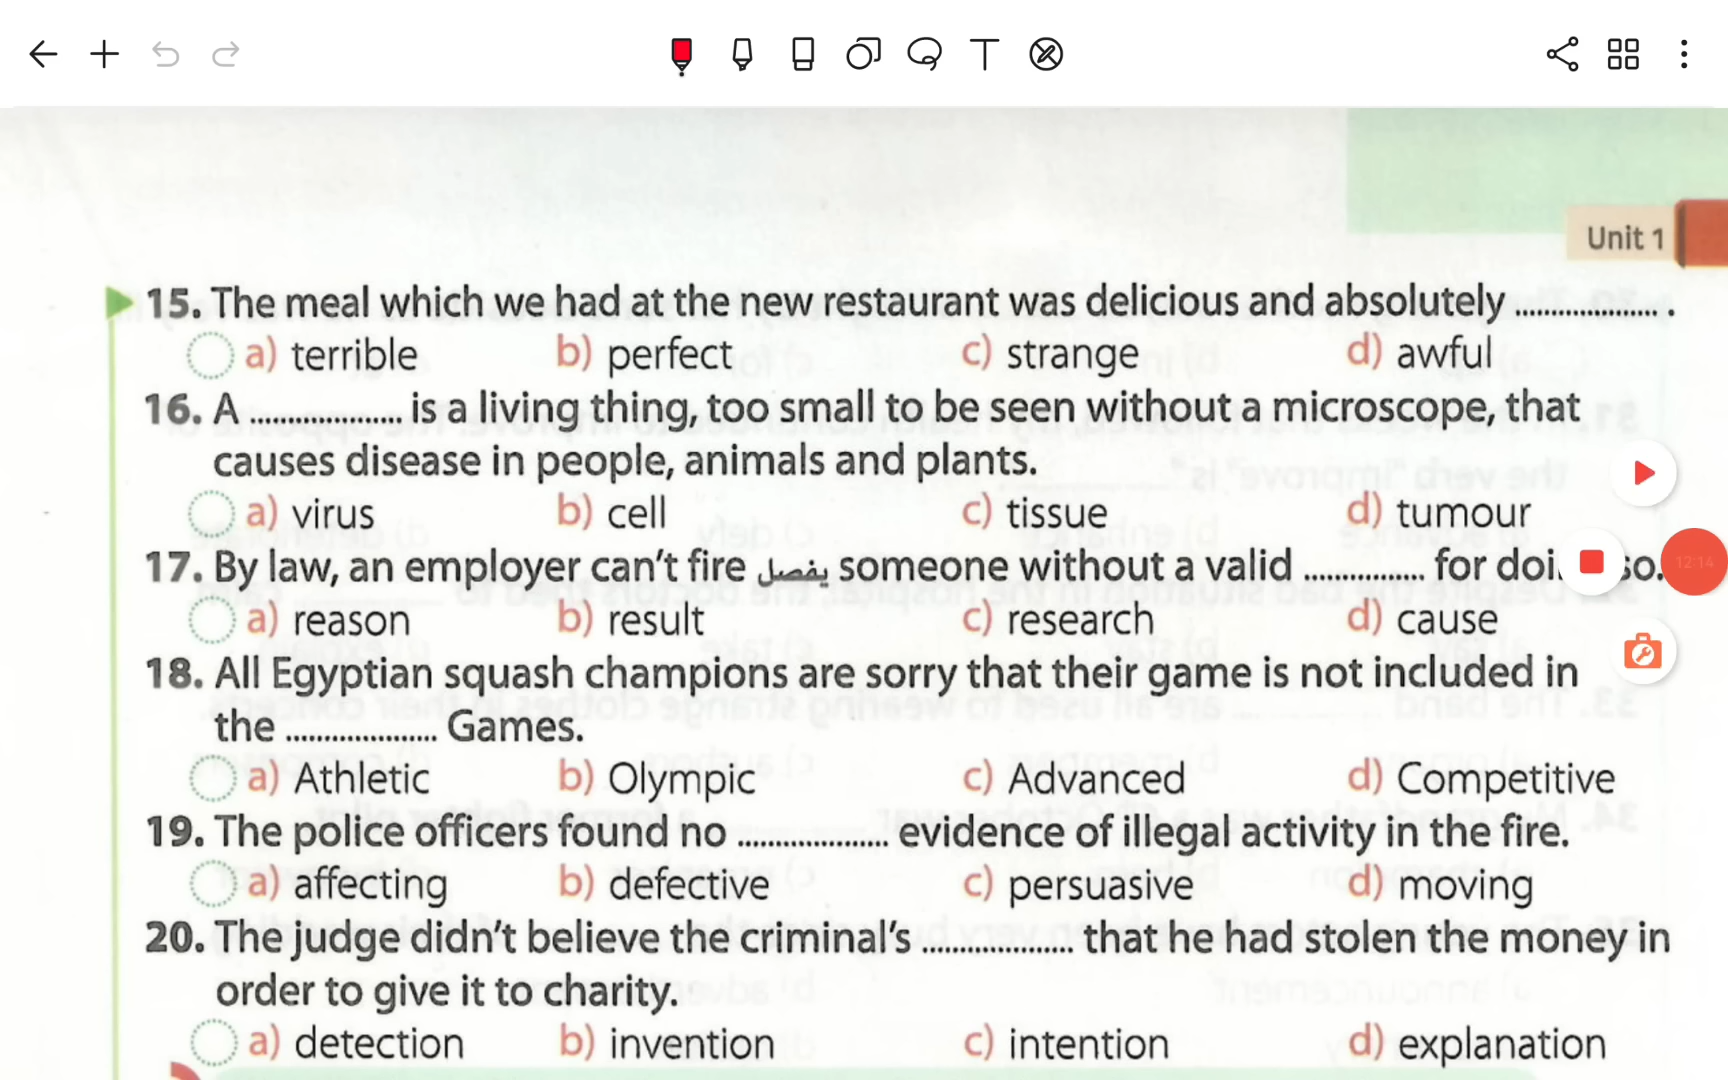 Unit 1
15. The meal which we had at the new restaurant was delicious and absolutely .................... .
a) terrible b) perfect c) strange d) awful
16. A .................... is a living thing, too small to be seen without a microscope, that
causes disease in people, animals and plants.
a) virus b) cell c) tissue d) tumour
17. By law, an employer can't fire يفصل someone without a valid ................ for doi so.
12:14
a) reason b) result c) research d) cause
18. All Egyptian squash champions are sorry that their game is not included in
the .................... Games.
a) Athletic b) Olympic c) Advanced d) Competitive
19. The police officers found no .................... evidence of illegal activity in the fire.
a) affecting b) defective c) persuasive d) moving
20. The judge didn't believe the criminal's .................... that he had stolen the money in
order to give it to charity.
a) detection b) invention c) intention d) explanation